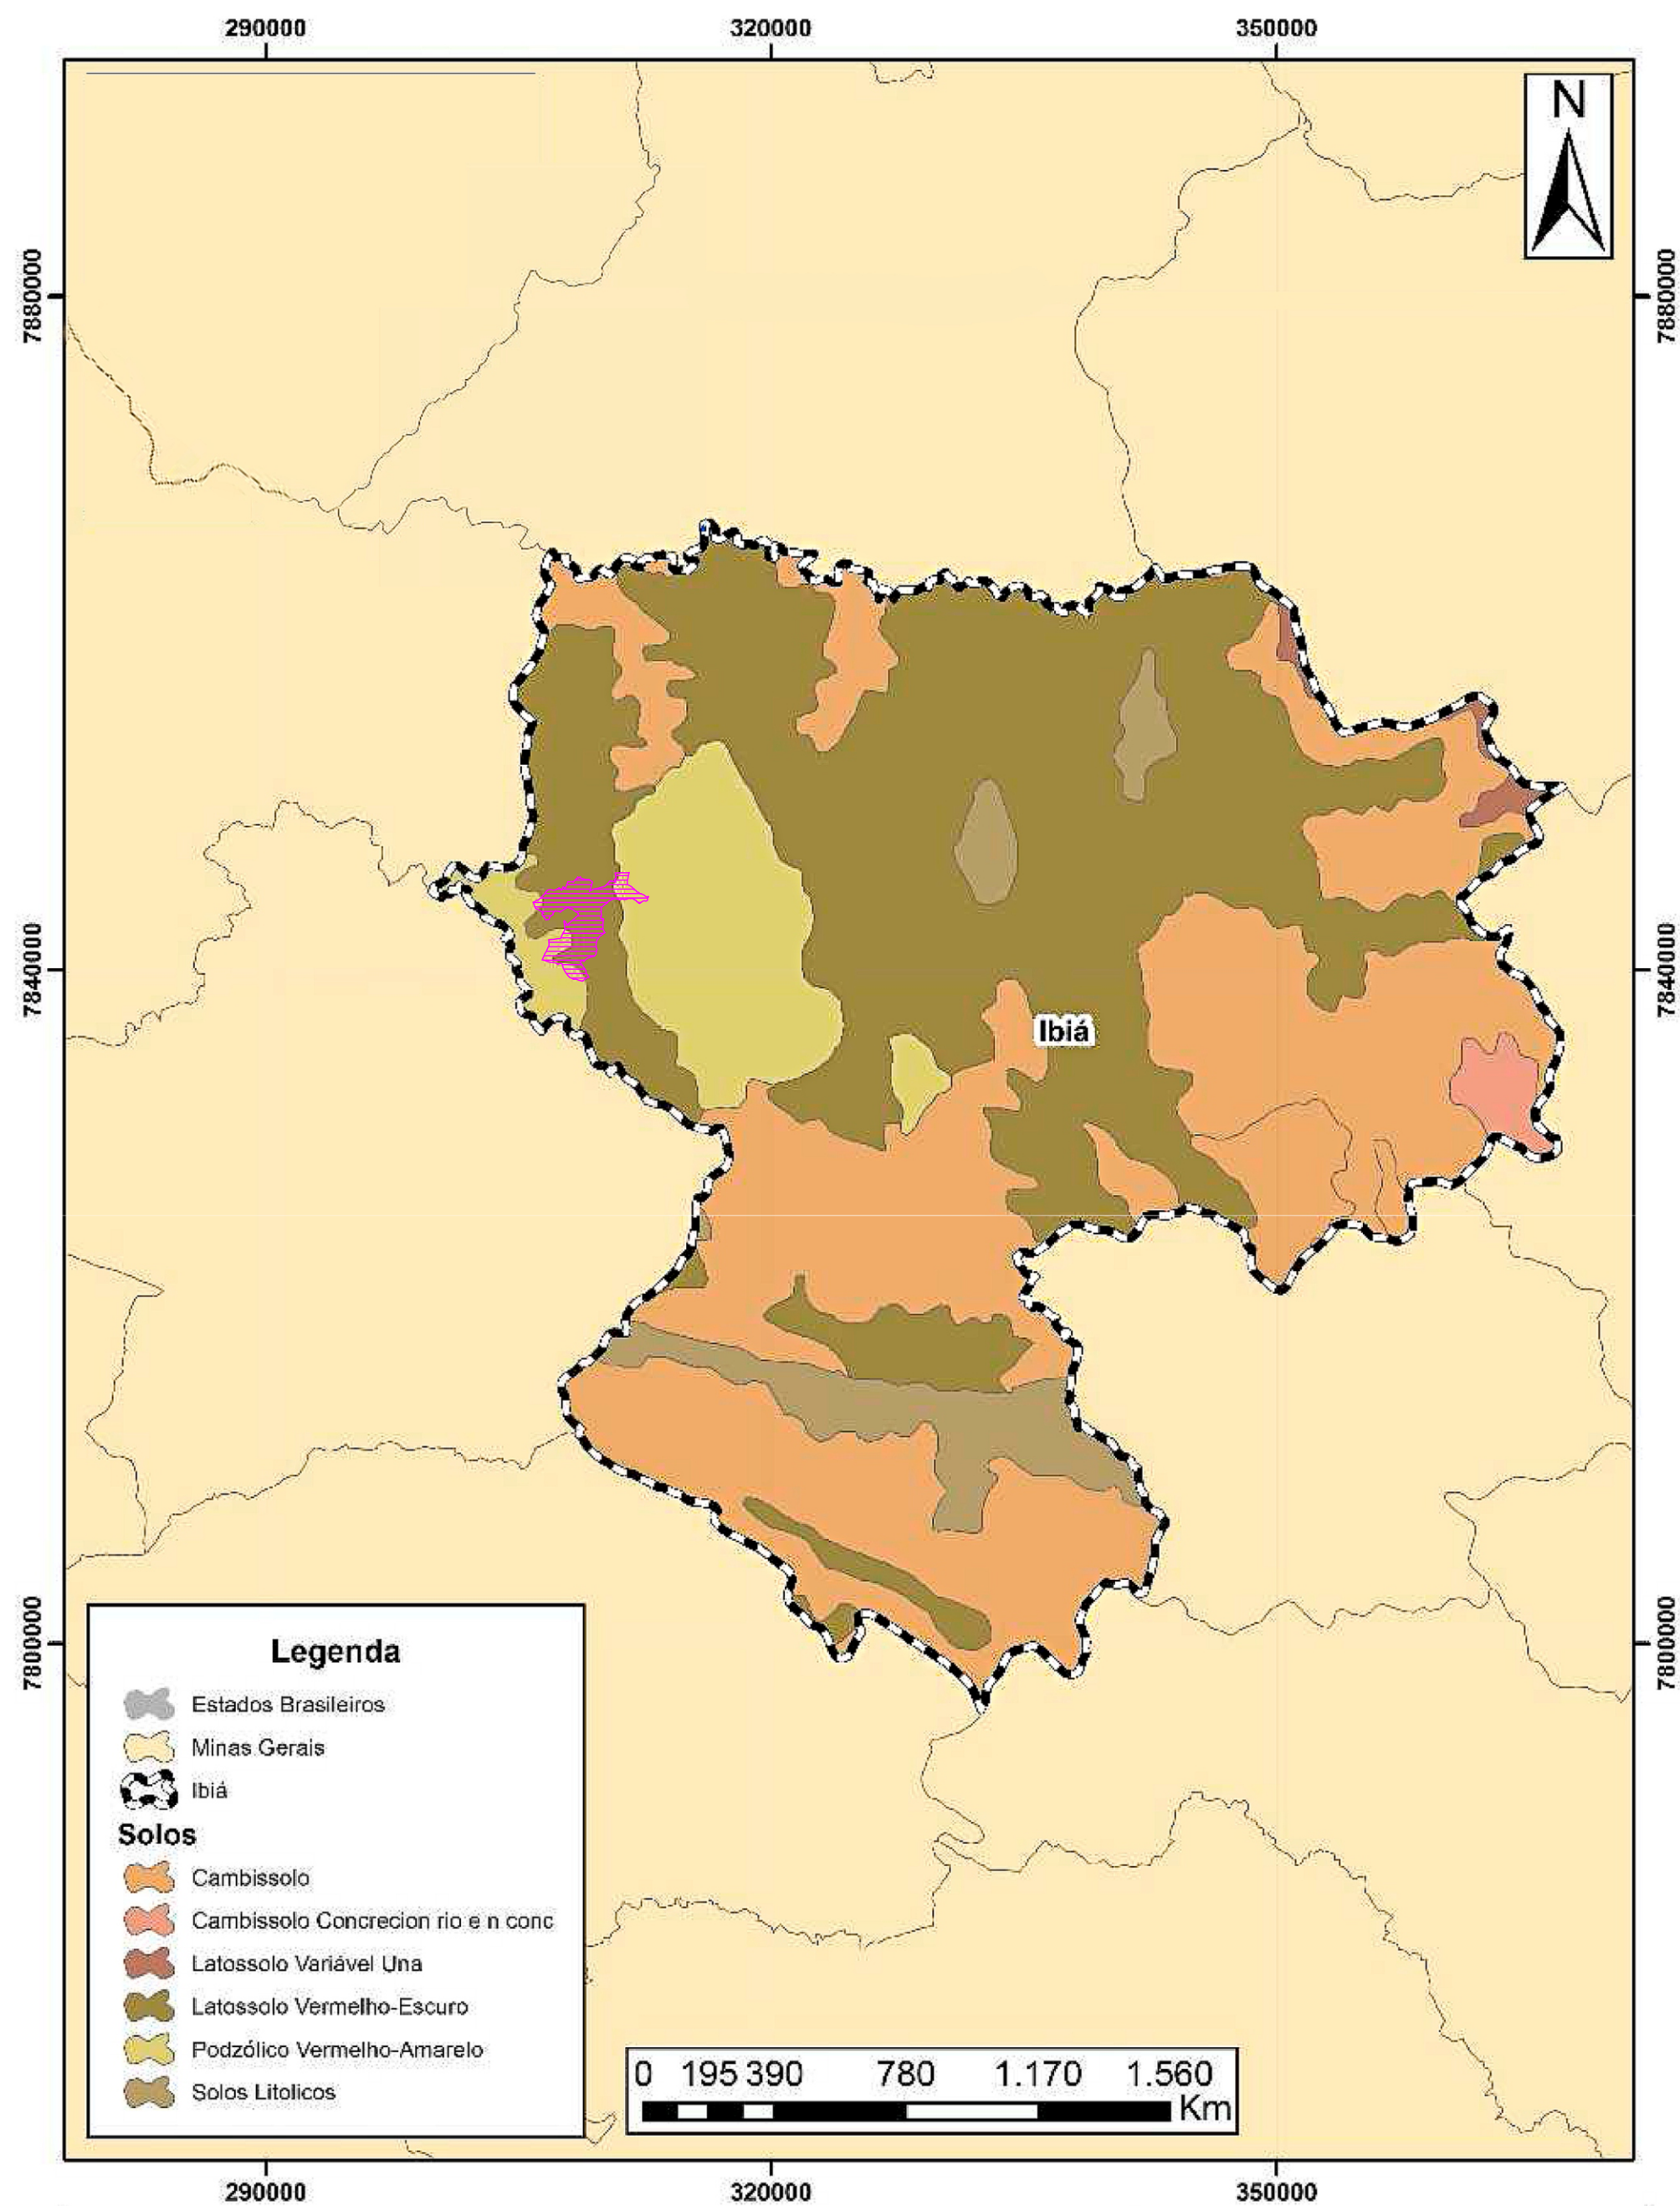 290000 320000 350000
N
7880000 7880000
7840000 7840000
Ibiá
7800000 7800000
Legenda
Estados Brasileiros
Minas Gerais
Ibiá
Solos
Cambissolo
Cambissolo Concrecion rio e n conc
Latossolo Variável Una
Latossolo Vermelho-Escuro
Podzólico Vermelho-Amarelo
Solos Litolicos
0 195 390 780 1.170 1.560
Km
290000 320000 350000